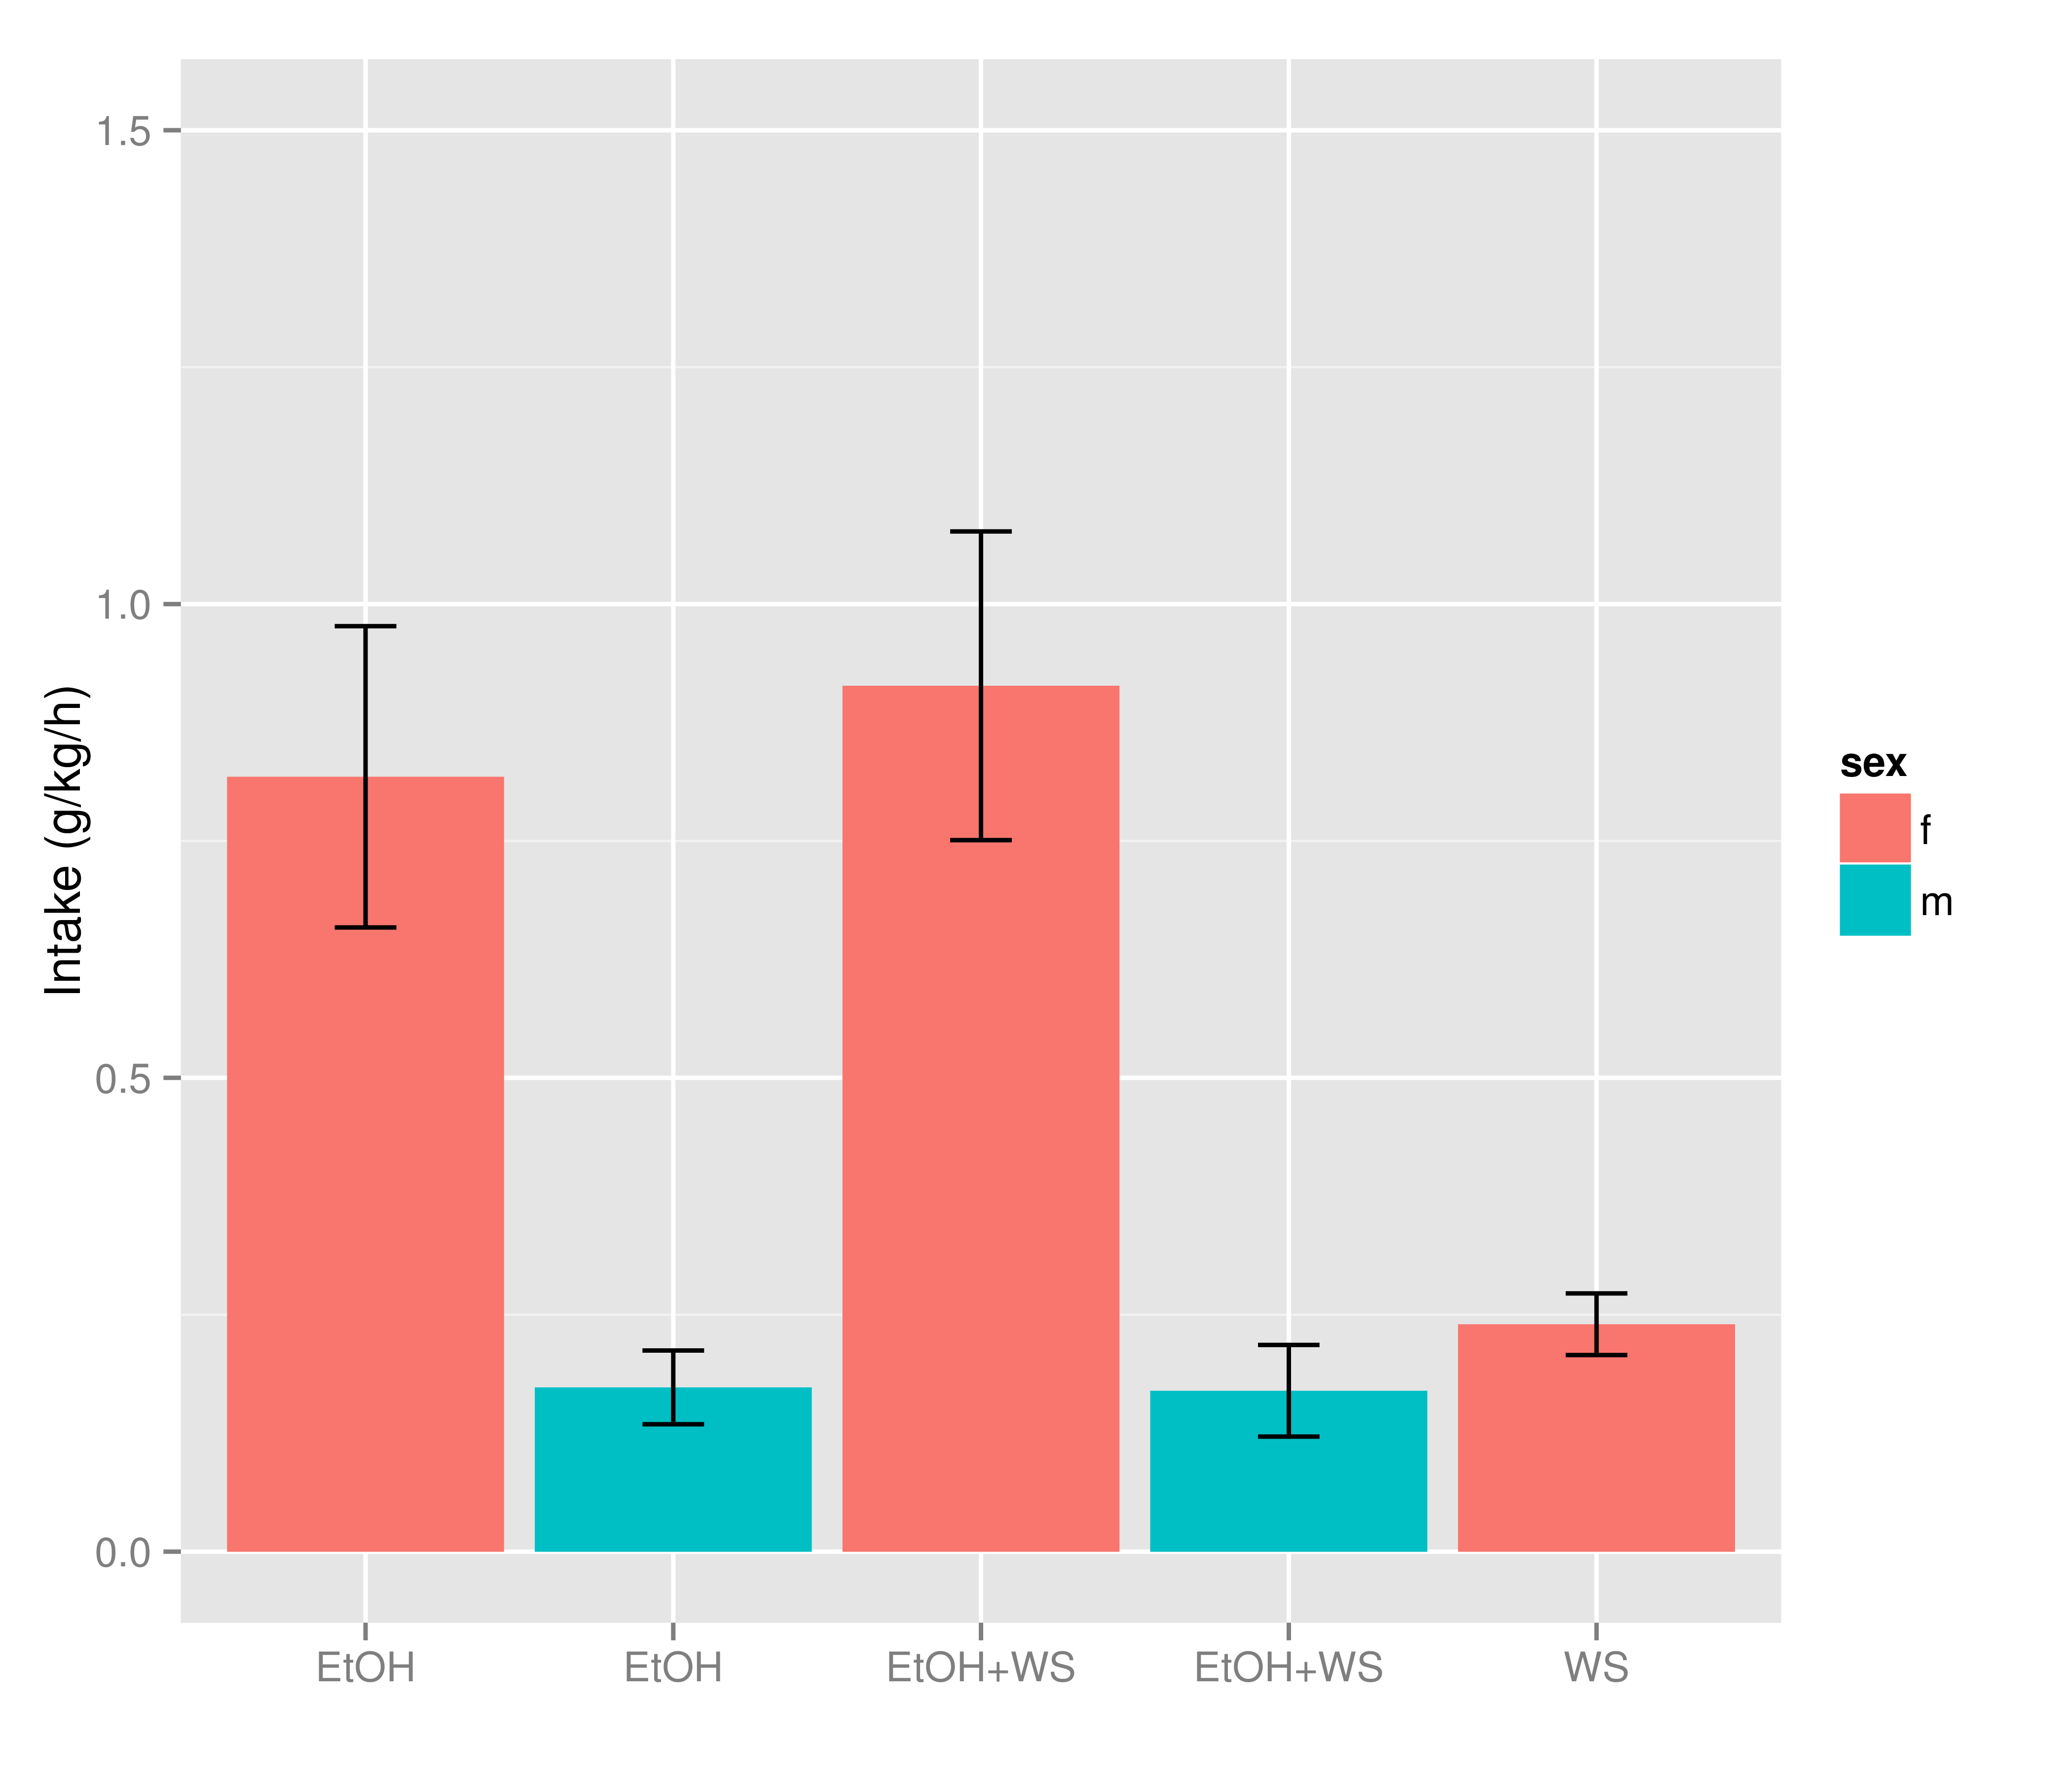 1.5
1.0
0.5
0.0
Intake (g/kg/h)
EtOH EtOH EtOH+WS EtOH+WS WS
sex
f
m